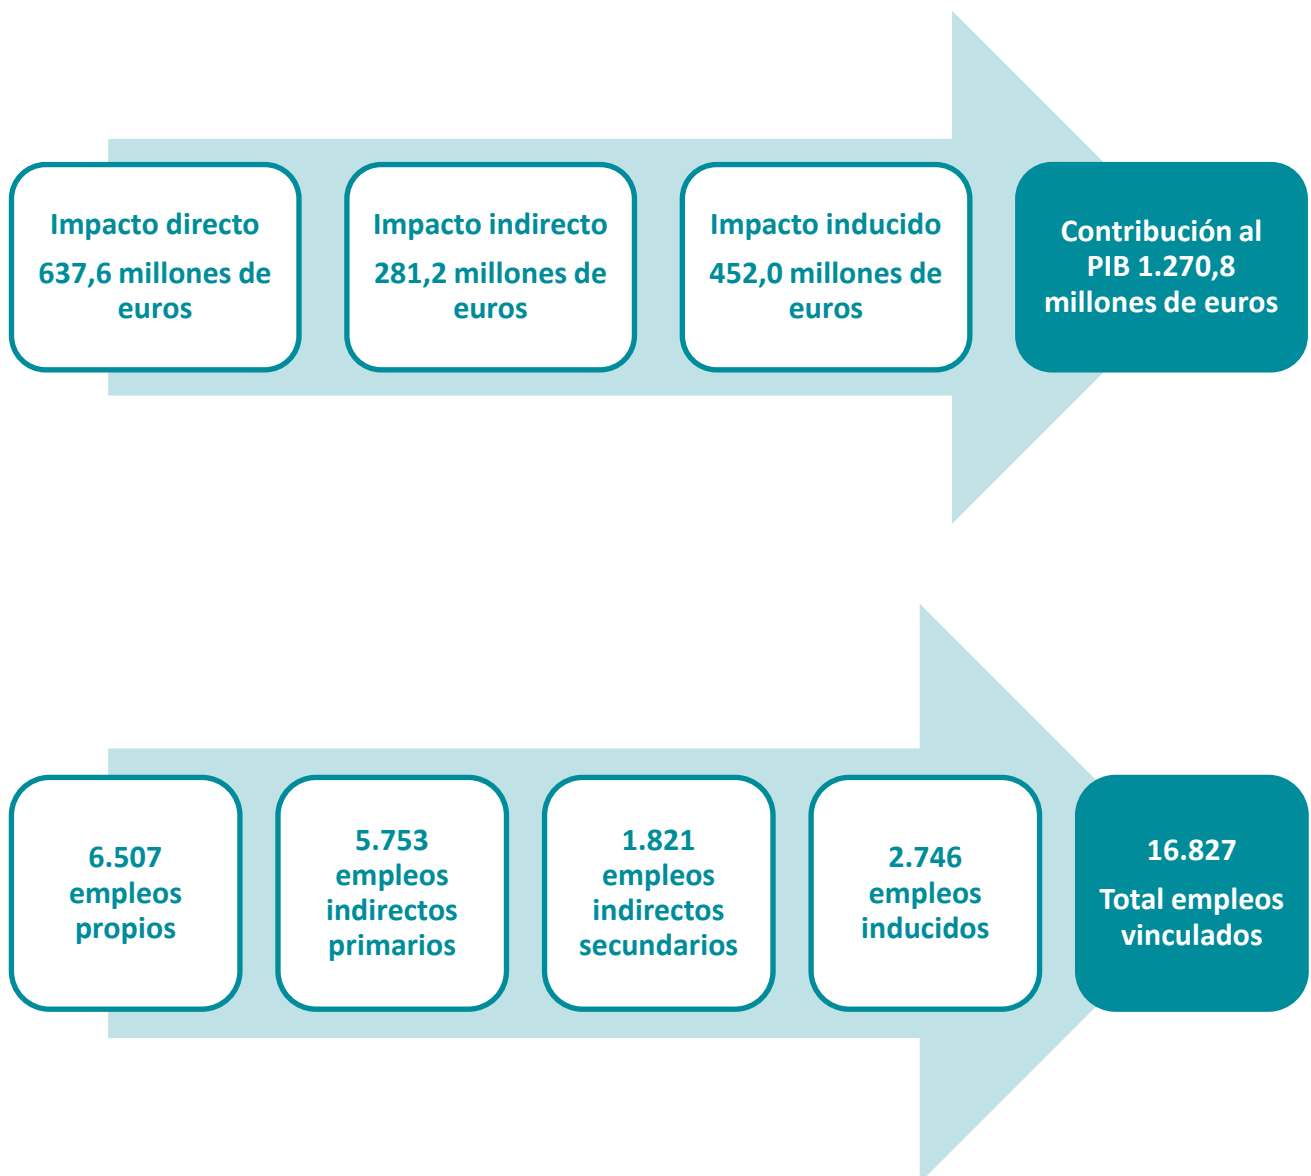 Impacto directo
637,6 millones de
euros
Impacto indirecto
281,2 millones de
euros
Impacto inducido
452,0 millones de
euros
Contribución al
PIB 1.270,8
millones de euros
6.507
empleos
propios
5.753
empleos
indirectos
primarios
1.821
empleos
indirectos
secundarios
2.746
empleos
inducidos
16.827
Total empleos
vinculados